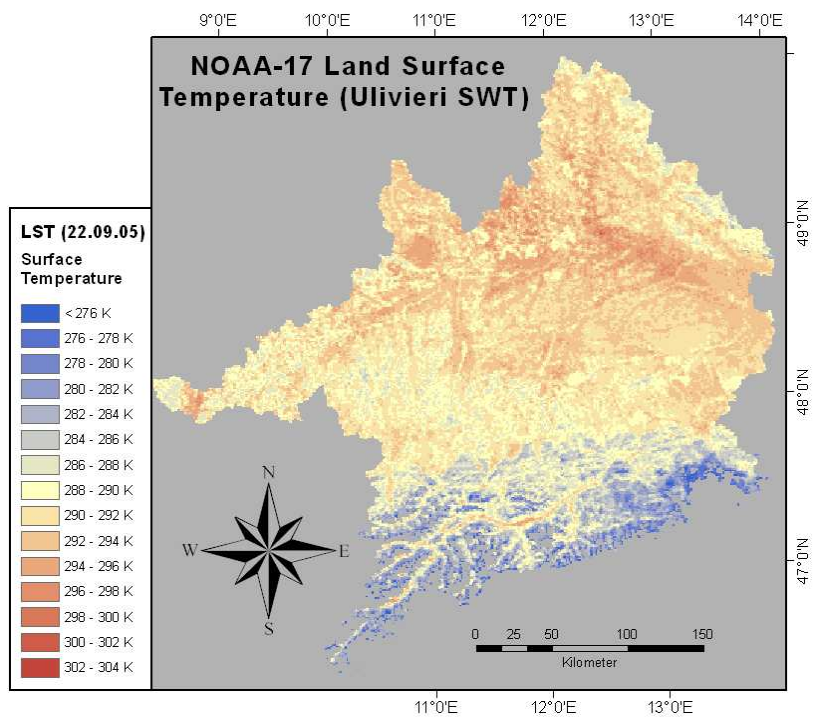 9°0'E 10°0'E 11°0'E 12°0'E 13°0'E 14°0'E
NOAA-17 Land Surface
Temperature (Ulivieri SWT)
LST (22.09.05)
Surface
Temperature
<276 K
276 - 278 K
278 - 280 K
280 - 282 K
282 - 284 K
284 - 286 K
286 - 288 K
288 - 290 K
290 - 292 K
292 - 294 K
294 - 296 K
296 - 298 K
298 - 300 K
300 - 302 K
302 - 304 K
N
W
E
S
49°0'N
48°0'N
47°0'N
0 25 50 100 150
Kilometer
11°0'E 12°0'E 13°0'E